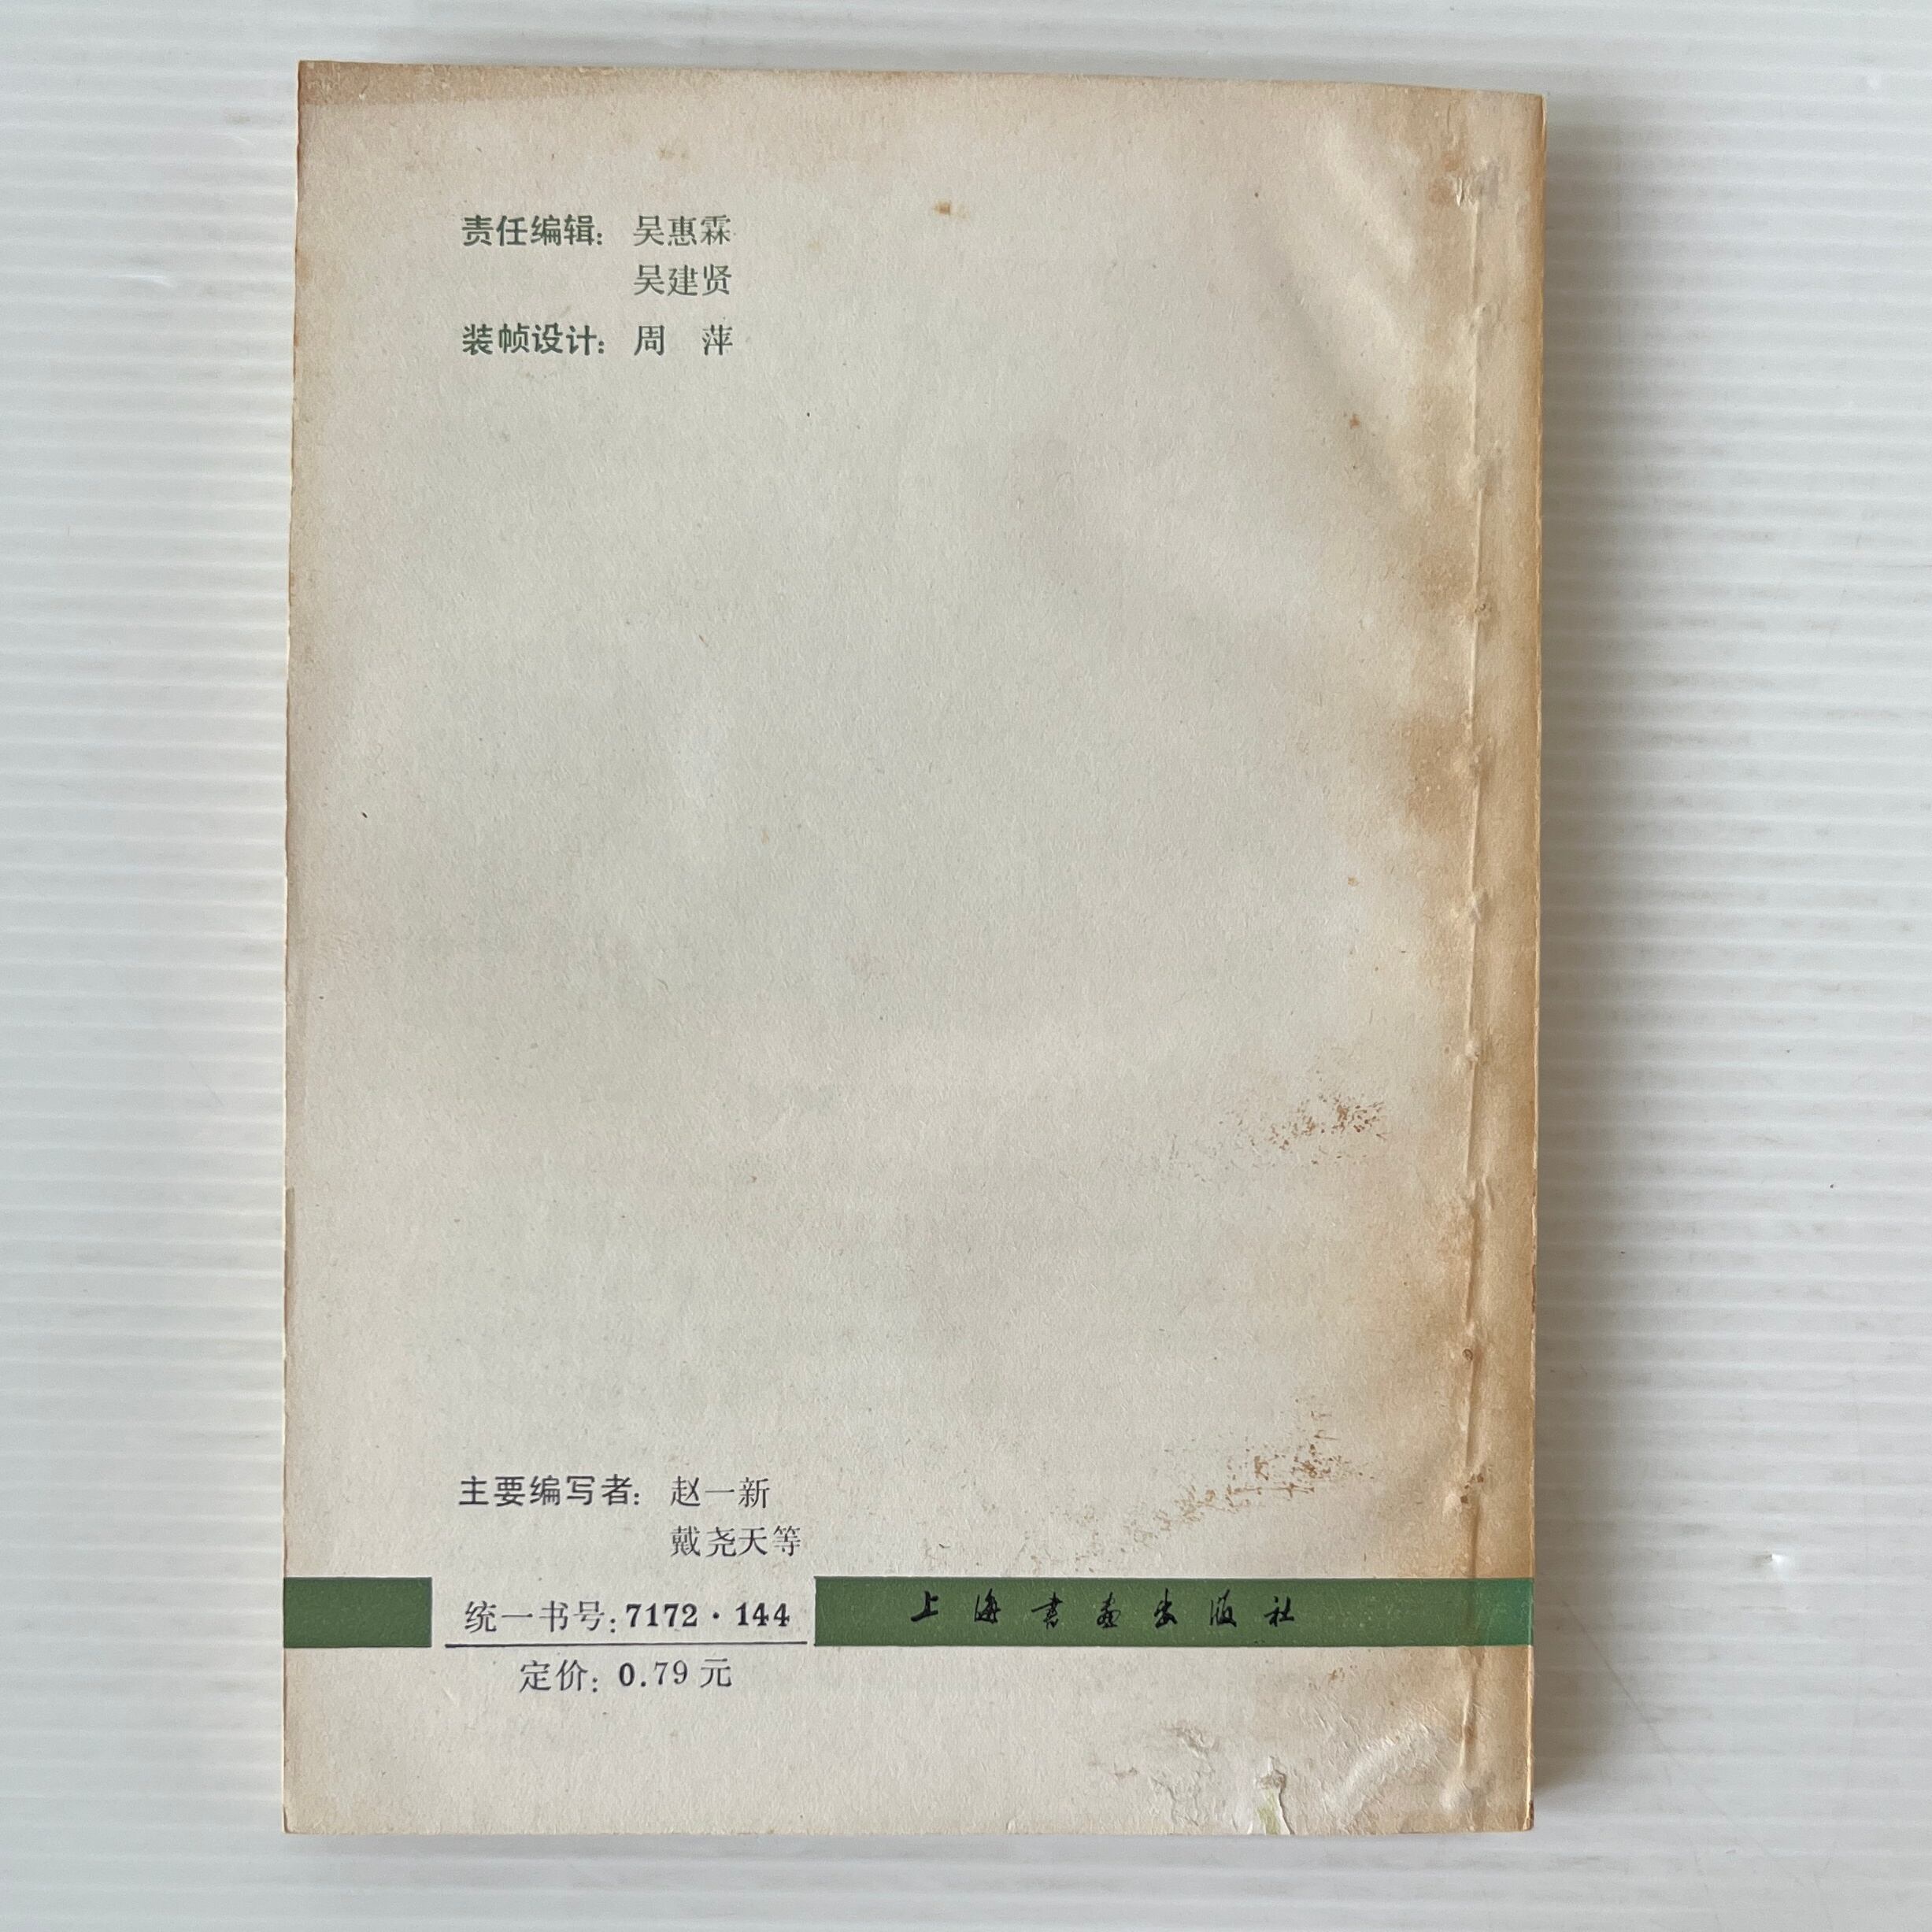 责任编辑：吴惠霖
吴建贤
装帧设计：周　萍
主要编写者：赵一新
戴尧天等
统一书号：7172·144
上海书画出版社
定价：0.79元